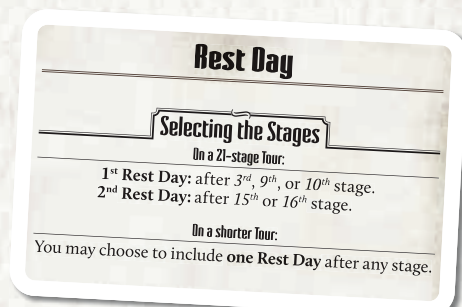 Rest Day
Selecting the Stages
On a 21-stage Tour:
1st Rest Day: after 3rd, 9th, or 10th stage.
2nd Rest Day: after 15th or 16th stage.
On a shorter Tour:
You may choose to include one Rest Day after any stage.